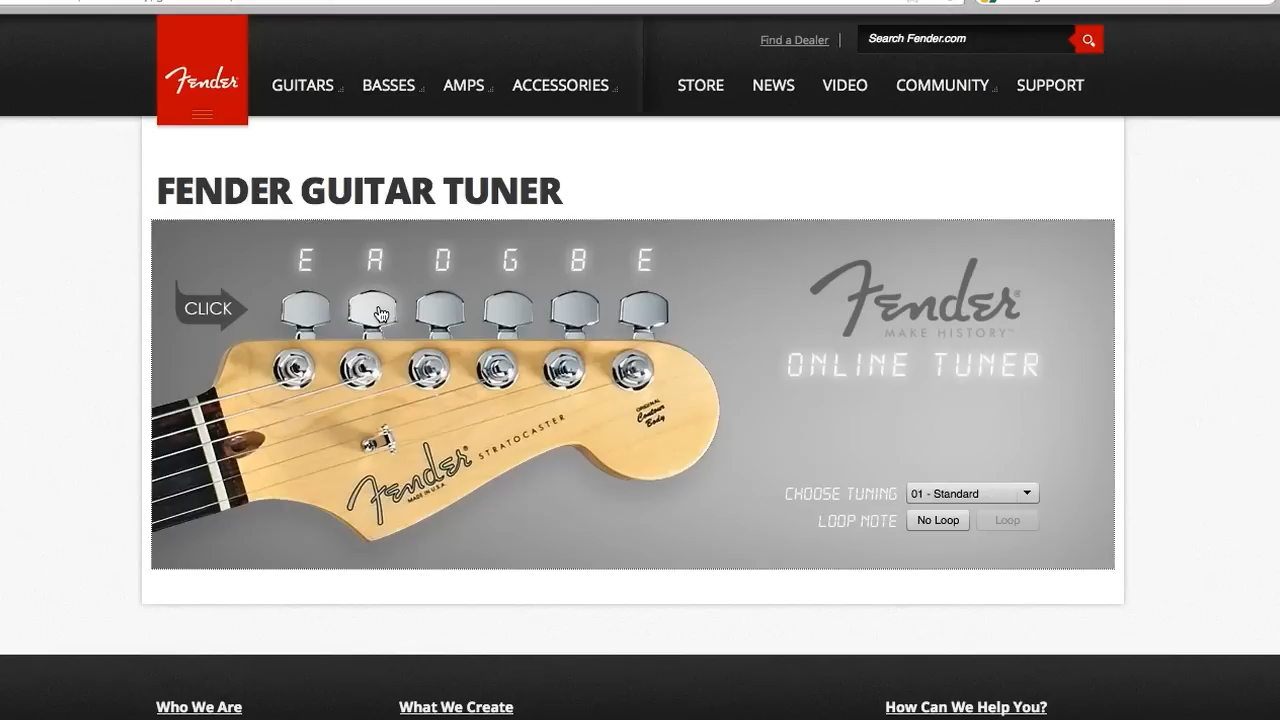 Find a Dealer
Search Fender.com
Fender
GUITARS
BASSES
AMPS
ACCESSORIES
STORE
NEWS
VIDEO
COMMUNITY
SUPPORT
FENDER GUITAR TUNER
E A D G B E
CLICK
Fender
MAKE HISTORY™
ONLINE TUNER
ORIGINAL
Contour
Body
Fender®
STRATOCASTER
MADE IN U.S.A.
CHOOSE TUNING
01 - Standard
LOOP NOTE
No Loop
Loop
Who We Are
What We Create
How Can We Help You?